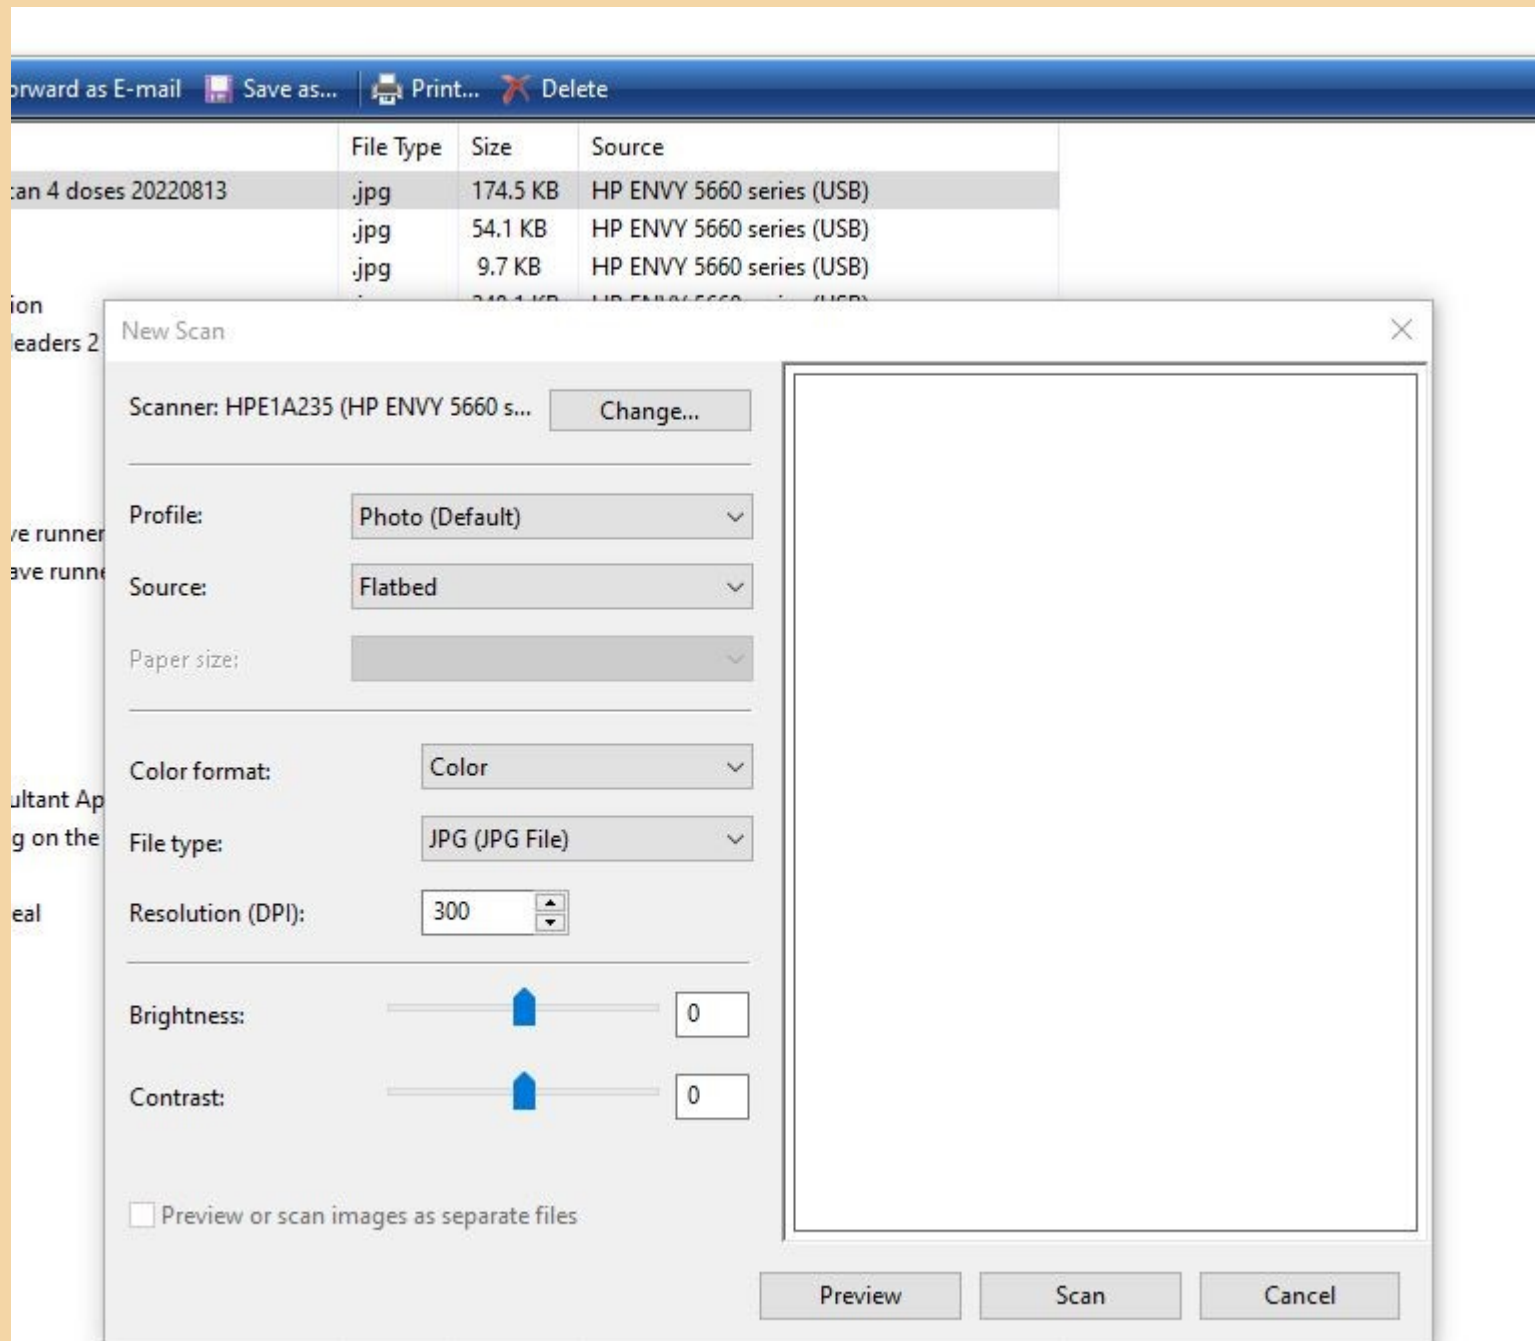 orward as E-mail Save as... Print... Delete
File Type Size Source
can 4 doses 20220813 .jpg 174.5 KB HP ENVY 5660 series (USB)
.jpg 54.1 KB HP ENVY 5660 series (USB)
.jpg 9.7 KB HP ENVY 5660 series (USB)
ion
eaders 2
New Scan
Scanner: HPE1A235 (HP ENVY 5660 s... Change...
Profile: Photo (Default)
ve runner
ave runne
Source: Flatbed
Paper size:
Color format: Color
ultant Ap
g on the
File type: JPG (JPG File)
eal
Resolution (DPI): 300
Brightness: 0
Contrast: 0
Preview or scan images as separate files
Preview Scan Cancel